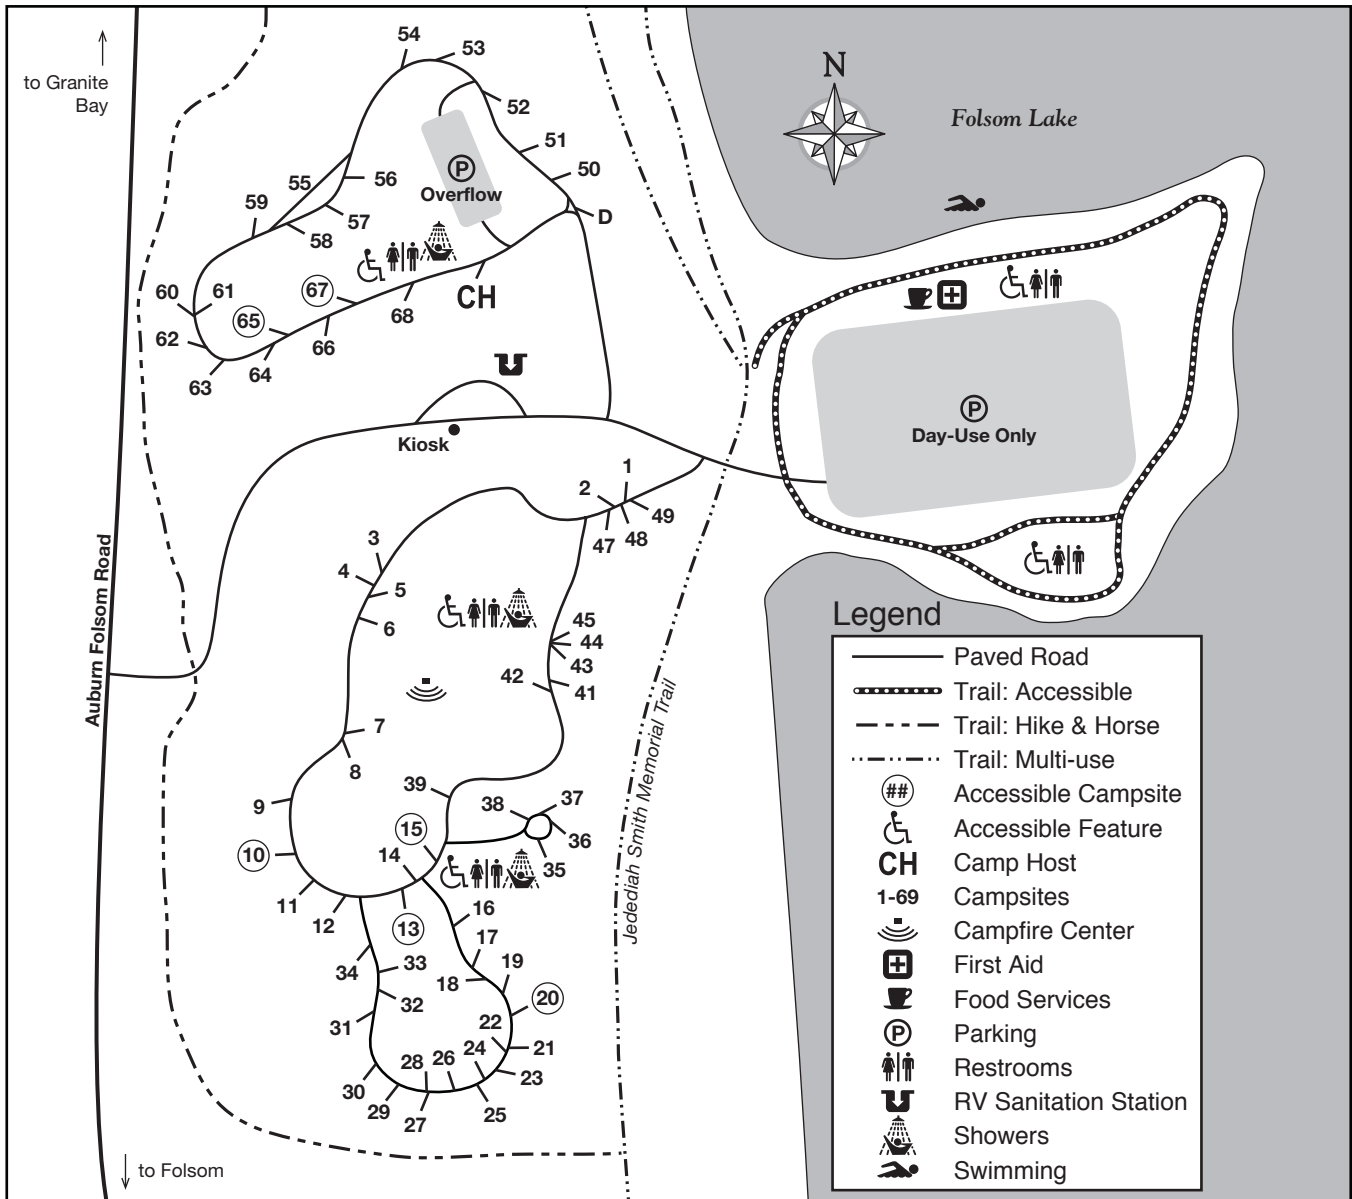 to Granite
Bay
54
53
52
51
50
D
N
Folsom Lake
P
Overflow
55
56
57
58
59
60
61
62
63
64
65
66
67
68
CH
Kiosk
P
Day-Use Only
1
2
49
48
47
3
4
5
6
45
44
43
42
41
7
8
9
10
11
12
13
14
15
39
38
37
36
35
16
17
18
19
20
21
22
23
24
25
26
27
28
29
30
31
32
33
34
Auburn Folsom Road
Jedediah Smith Memorial Trail
to Folsom
Legend
Paved Road
Trail: Accessible
Trail: Hike & Horse
Trail: Multi-use
## Accessible Campsite
Accessible Feature
CH Camp Host
1-69 Campsites
Campfire Center
First Aid
Food Services
P Parking
Restrooms
RV Sanitation Station
Showers
Swimming